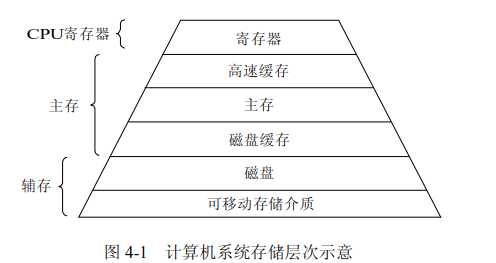 CPU寄存器
寄存器
高速缓存
主存
主存
磁盘缓存
辅存
磁盘
可移动存储介质
图 4-1 计算机系统存储层次示意